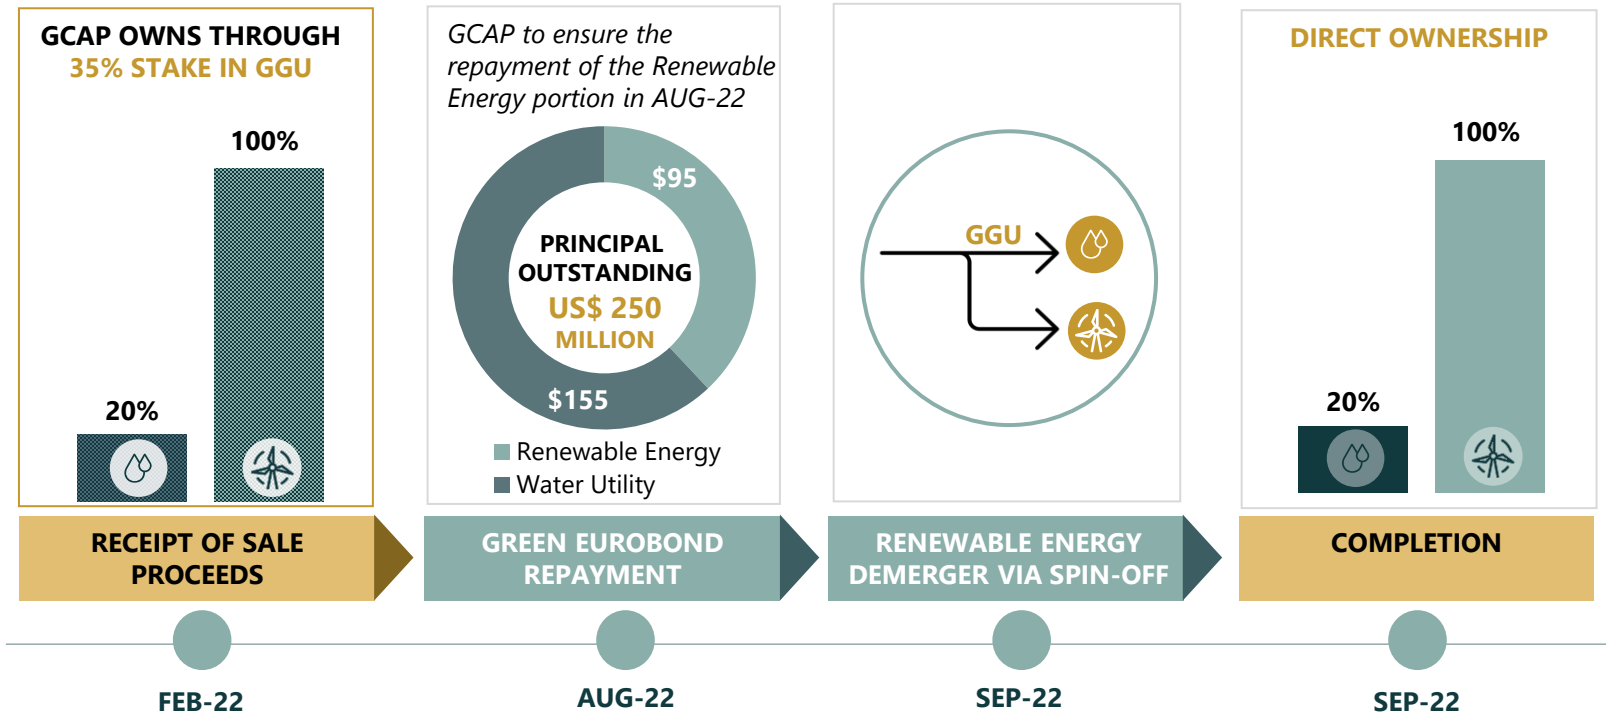 GCAP OWNS THROUGH
35% STAKE IN GGU
100%
20%
RECEIPT OF SALE
PROCEEDS
FEB-22
GCAP to ensure the
repayment of the Renewable
Energy portion in AUG-22
$95
PRINCIPAL
OUTSTANDING
US$ 250
MILLION
$155
Renewable Energy
Water Utility
GREEN EUROBOND
REPAYMENT
AUG-22
GGU
RENEWABLE ENERGY
DEMERGER VIA SPIN-OFF
SEP-22
DIRECT OWNERSHIP
100%
20%
COMPLETION
SEP-22